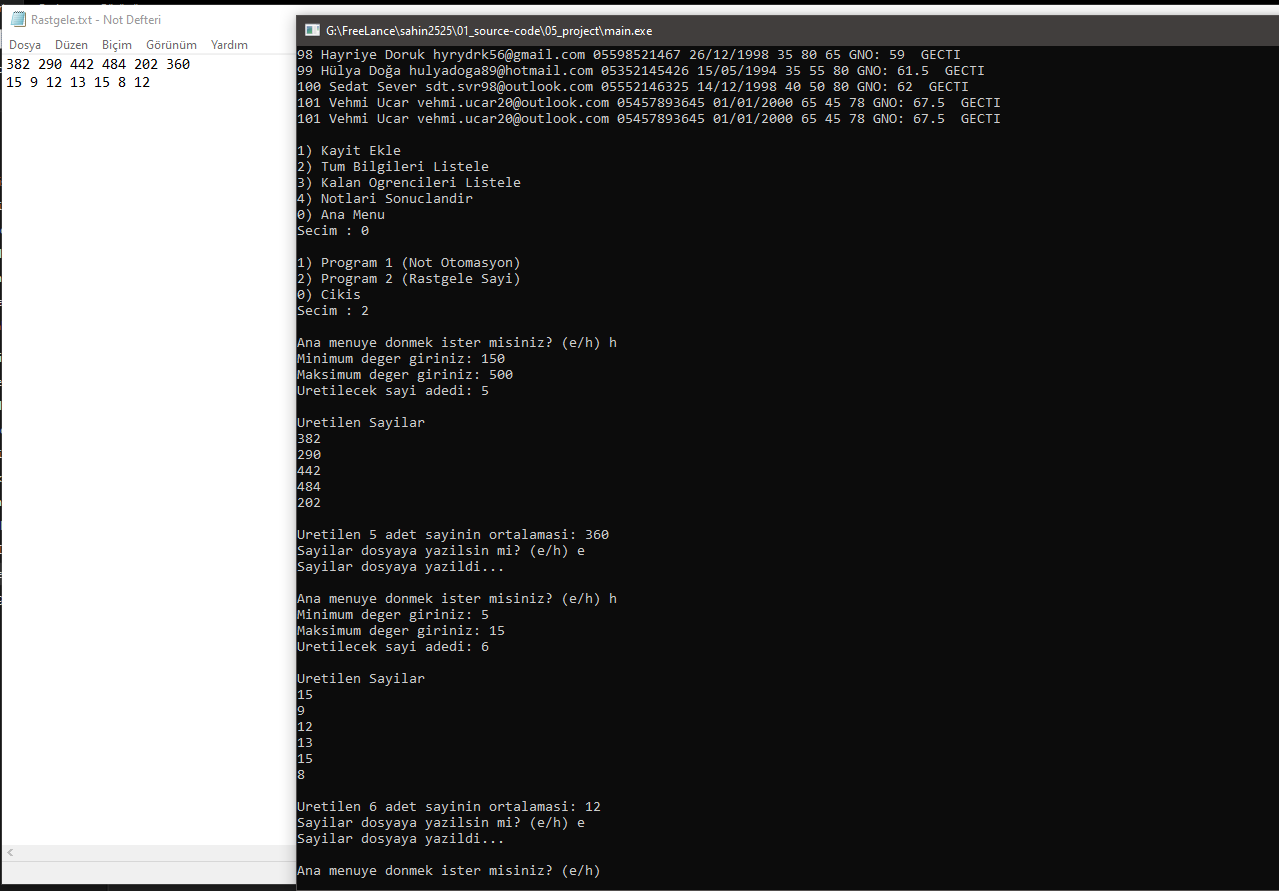 Rastgele.txt - Not Defteri
Dosya Düzen Biçim Görünüm Yardım
382 290 442 484 202 360
15 9 12 13 15 8 12
G:\FreeLance\sahin2525\01_source-code\05_project\main.exe
98 Hayriye Doruk hyrydrk56@gmail.com 05598521467 26/12/1998 35 80 65 GNO: 59  GECTI
99 Hülya Doğa hulyadoga89@hotmail.com 05352145426 15/05/1994 35 55 80 GNO: 61.5  GECTI
100 Sedat Sever sdt.svr98@outlook.com 05552146325 14/12/1998 40 50 80 GNO: 62  GECTI
101 Vehmi Ucar vehmi.ucar20@outlook.com 05457893645 01/01/2000 65 45 78 GNO: 67.5  GECTI
101 Vehmi Ucar vehmi.ucar20@outlook.com 05457893645 01/01/2000 65 45 78 GNO: 67.5  GECTI
1) Kayit Ekle
2) Tum Bilgileri Listele
3) Kalan Ogrencileri Listele
4) Notlari Sonuclandir
0) Ana Menu
Secim : 0
1) Program 1 (Not Otomasyon)
2) Program 2 (Rastgele Sayi)
0) Cikis
Secim : 2
Ana menuye donmek ister misiniz? (e/h) h
Minimum deger giriniz: 150
Maksimum deger giriniz: 500
Uretilecek sayi adedi: 5
Uretilen Sayilar
382
290
442
484
202
Uretilen 5 adet sayinin ortalamasi: 360
Sayilar dosyaya yazilsin mi? (e/h) e
Sayilar dosyaya yazildi...
Ana menuye donmek ister misiniz? (e/h) h
Minimum deger giriniz: 5
Maksimum deger giriniz: 15
Uretilecek sayi adedi: 6
Uretilen Sayilar
15
9
12
13
15
8
Uretilen 6 adet sayinin ortalamasi: 12
Sayilar dosyaya yazilsin mi? (e/h) e
Sayilar dosyaya yazildi...
Ana menuye donmek ister misiniz? (e/h)